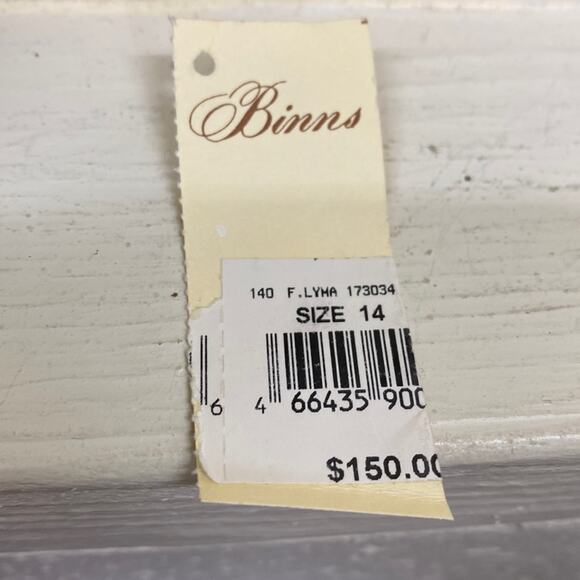 Binns
140 F.LYMA 173034
SIZE 14
6 4 66435 900
$150.00